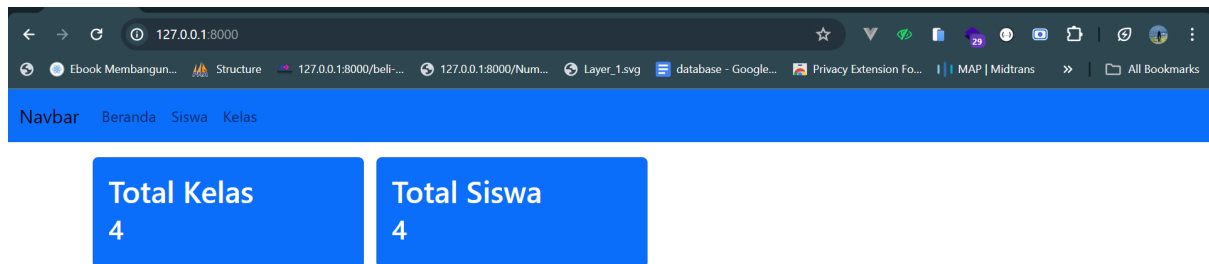 127.0.0.1:8000
29
Ebook Membangun... Structure 127.0.0.1:8000/beli-... 127.0.0.1:8000/Num... Layer_1.svg database - Google... Privacy Extension Fo... MAP | Midtrans » All Bookmarks
Navbar Beranda Siswa Kelas
Total Kelas Total Siswa
4 4